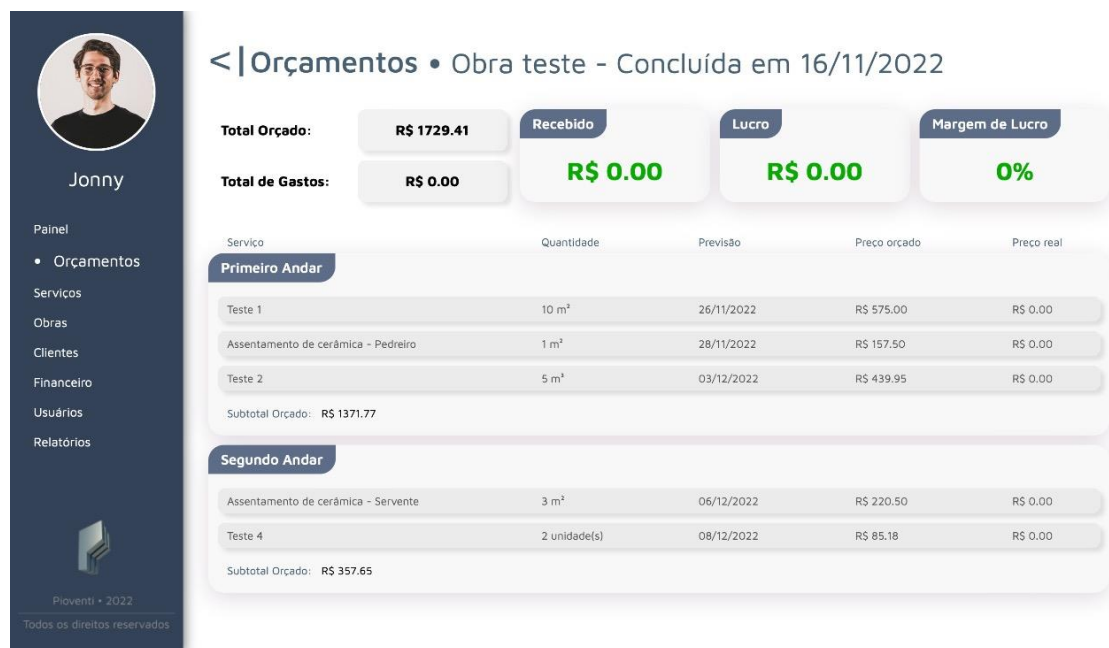 Jonny
Painel
• Orçamentos
Serviços
Obras
Clientes
Financeiro
Usuários
Relatórios
Pioventi • 2022
Todos os direitos reservados
<|Orçamentos • Obra teste - Concluída em 16/11/2022
Total Orçado: R$ 1729.41
Total de Gastos: R$ 0.00
Recebido
R$ 0.00
Lucro
R$ 0.00
Margem de Lucro
0%
Serviço Quantidade Previsão Preço orçado Preço real
Primeiro Andar
Teste 1 10 m² 26/11/2022 R$ 575.00 R$ 0.00
Assentamento de cerâmica - Pedreiro 1 m² 28/11/2022 R$ 157.50 R$ 0.00
Teste 2 5 m³ 03/12/2022 R$ 439.95 R$ 0.00
Subtotal Orçado: R$ 1371.77
Segundo Andar
Assentamento de cerâmica - Servente 3 m² 06/12/2022 R$ 220.50 R$ 0.00
Teste 4 2 unidade(s) 08/12/2022 R$ 85.18 R$ 0.00
Subtotal Orçado: R$ 357.65